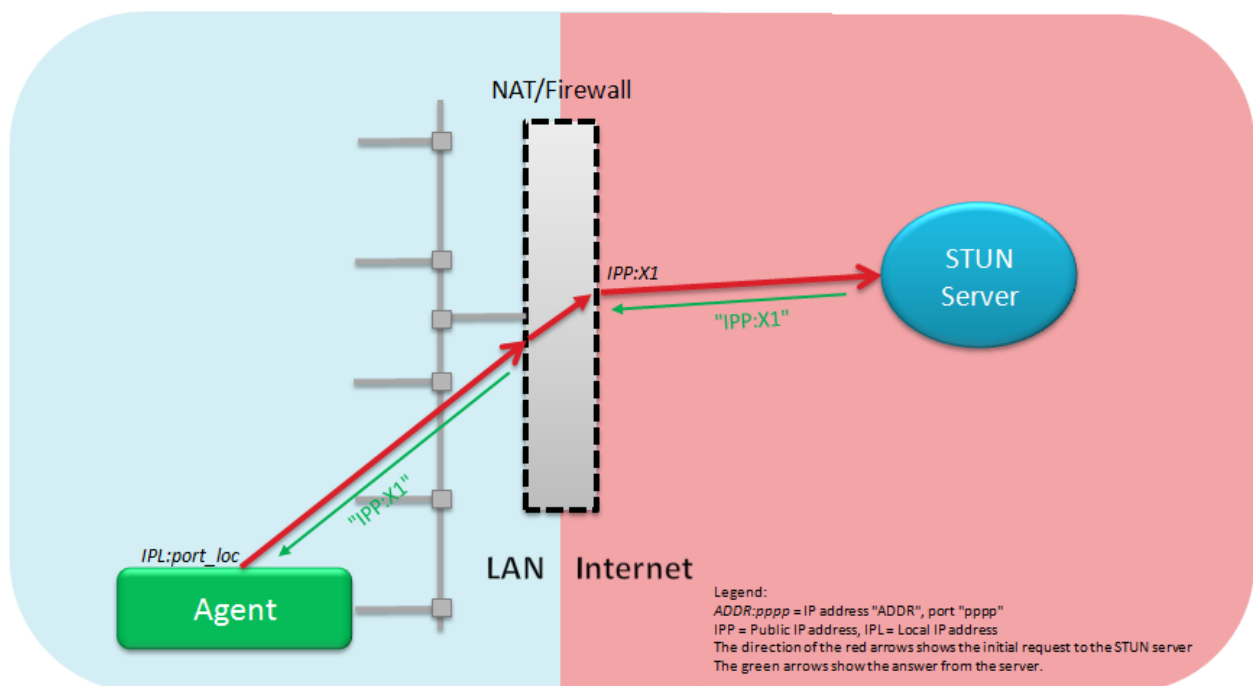 NAT/Firewall
IPP:X1
STUN
Server
"IPP:X1"
"IPP:X1"
IPL:port_loc
Agent
LAN Internet
Legend:
ADDR:pppp = IP address "ADDR", port "pppp"
IPP = Public IP address, IPL= Local IP address
The direction of the red arrows shows the initial request to the STUN server
The green arrows show the answer from the server.